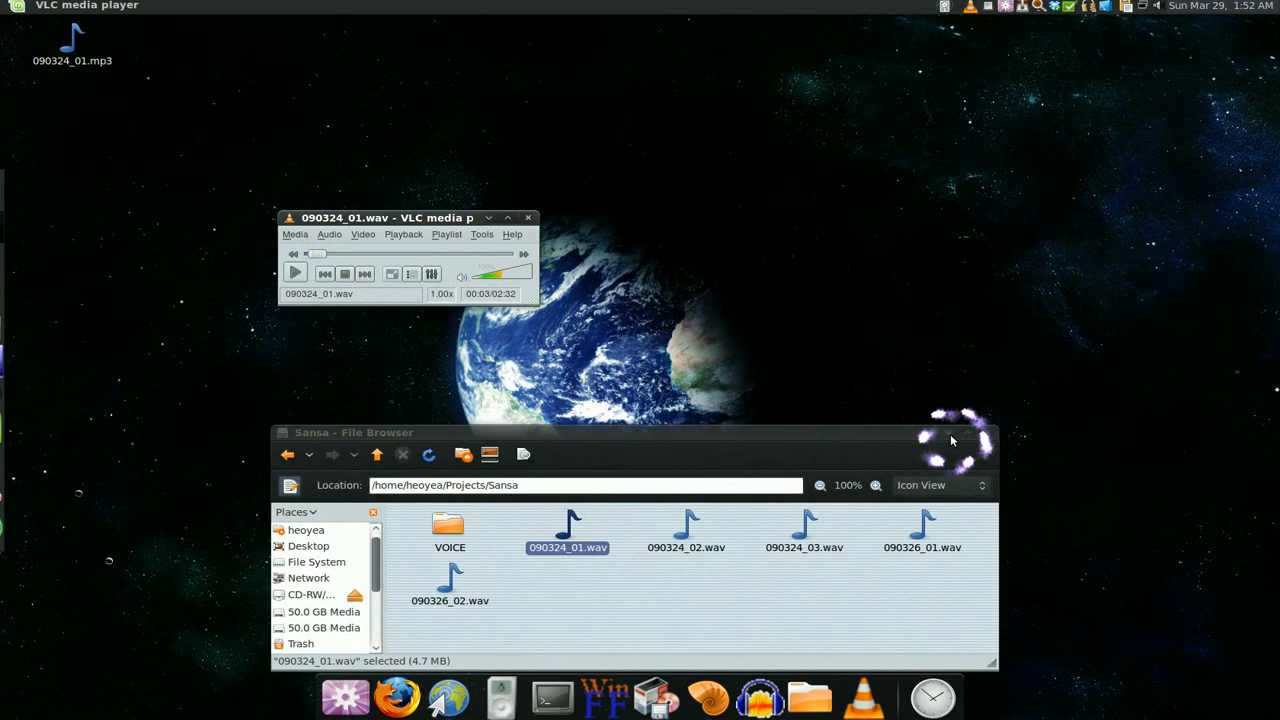 VLC media player
Sun Mar 29, 1:52 AM
090324_01.mp3
090324_01.wav - VLC media p
Media Audio Video Playback Playlist Tools Help
100%
090324_01.wav 1.00x 00:03/02:32
Sansa - File Browser
Location: /home/heoyea/Projects/Sansa 100% Icon View
Places
heoyea
Desktop
File System
Network
CD-RW/...
50.0 GB Media
50.0 GB Media
Trash
VOICE 090324_01.wav 090324_02.wav 090324_03.wav 090326_01.wav
090326_02.wav
"090324_01.wav" selected (4.7 MB)
Win
FF